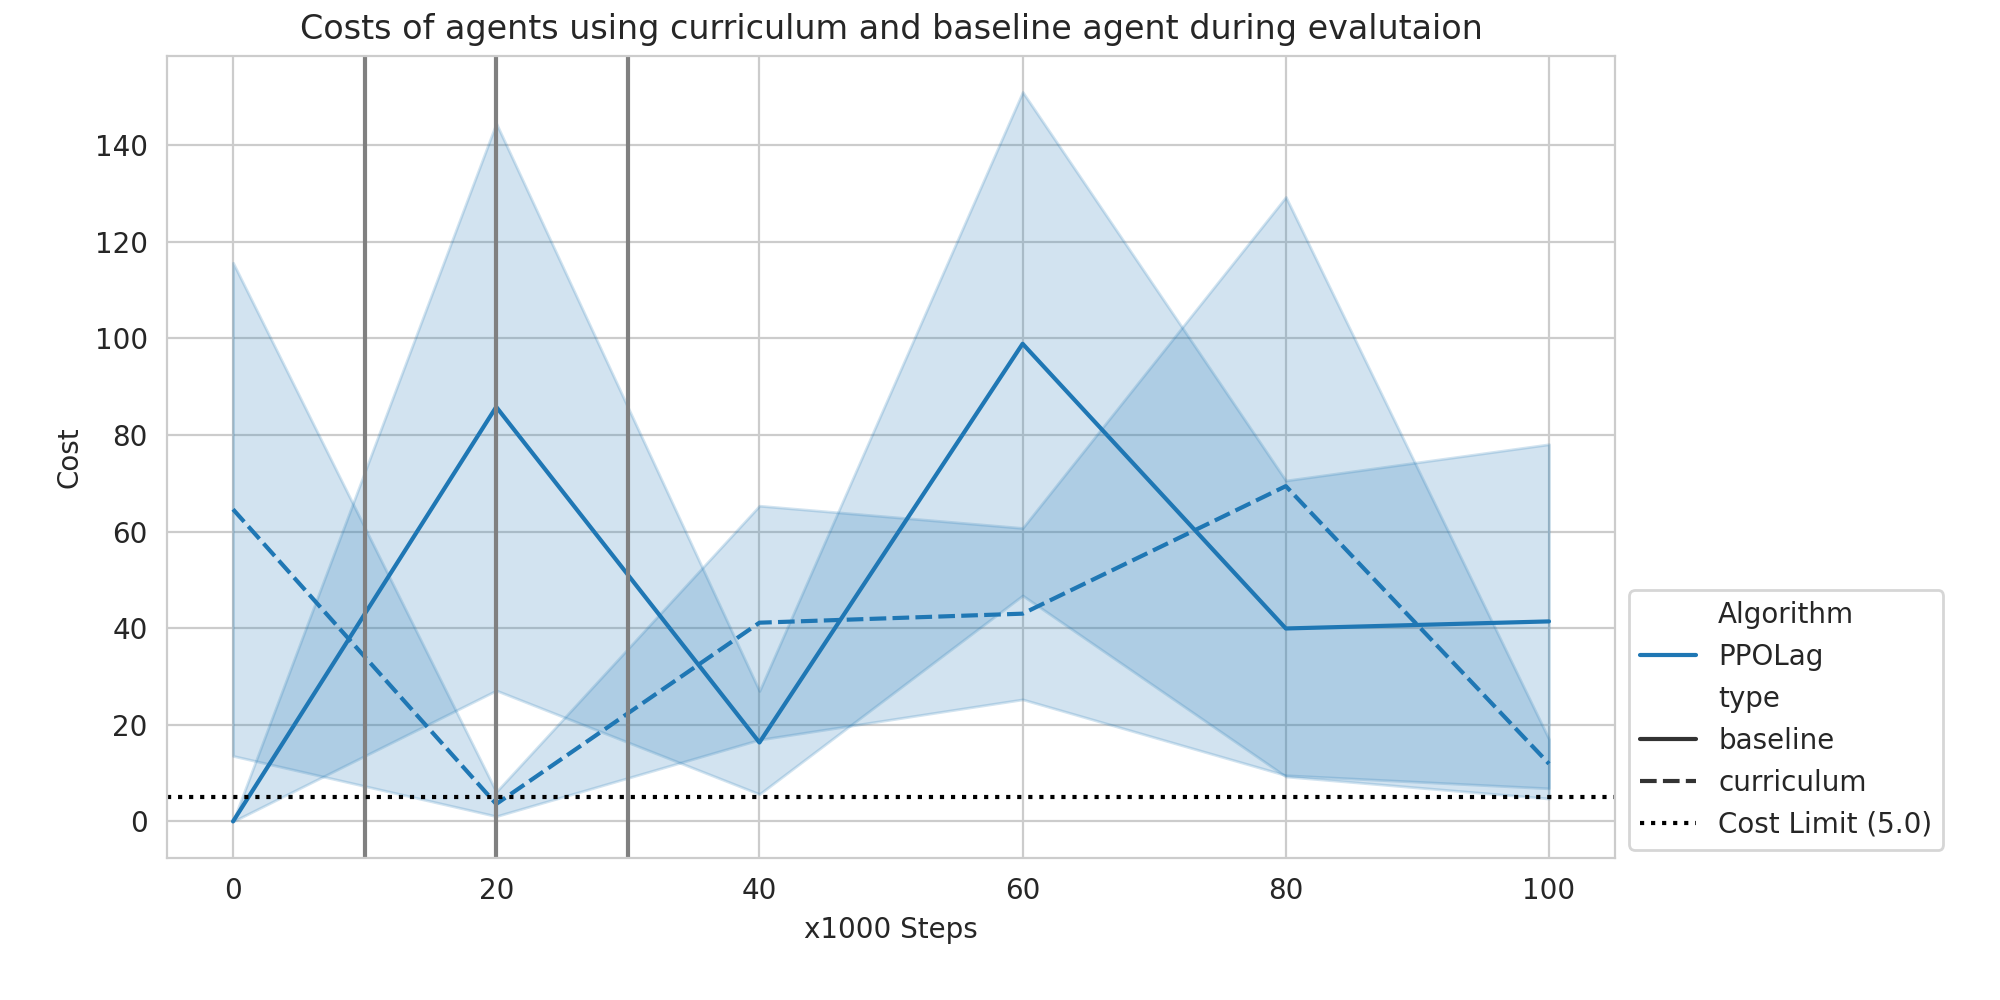 Costs of agents using curriculum and baseline agent during evalutaion
140
120
100
80
60
40
20
0
Cost
0 20 40 60 80 100
x1000 Steps
Algorithm
PPOLag
type
baseline
curriculum
Cost Limit (5.0)